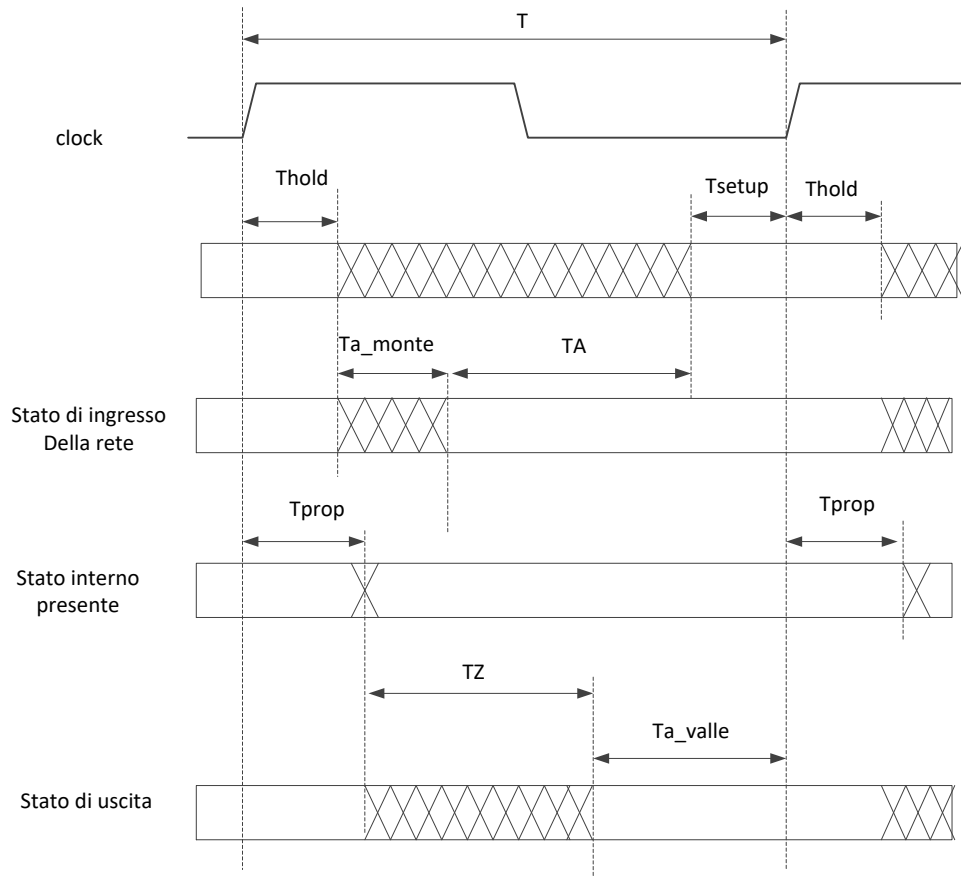 T
clock
Thold
Tsetup
Thold
Ta_monte
TA
Stato di ingresso
Della rete
Tprop
Tprop
Stato interno
presente
TZ
Ta_valle
Stato di uscita